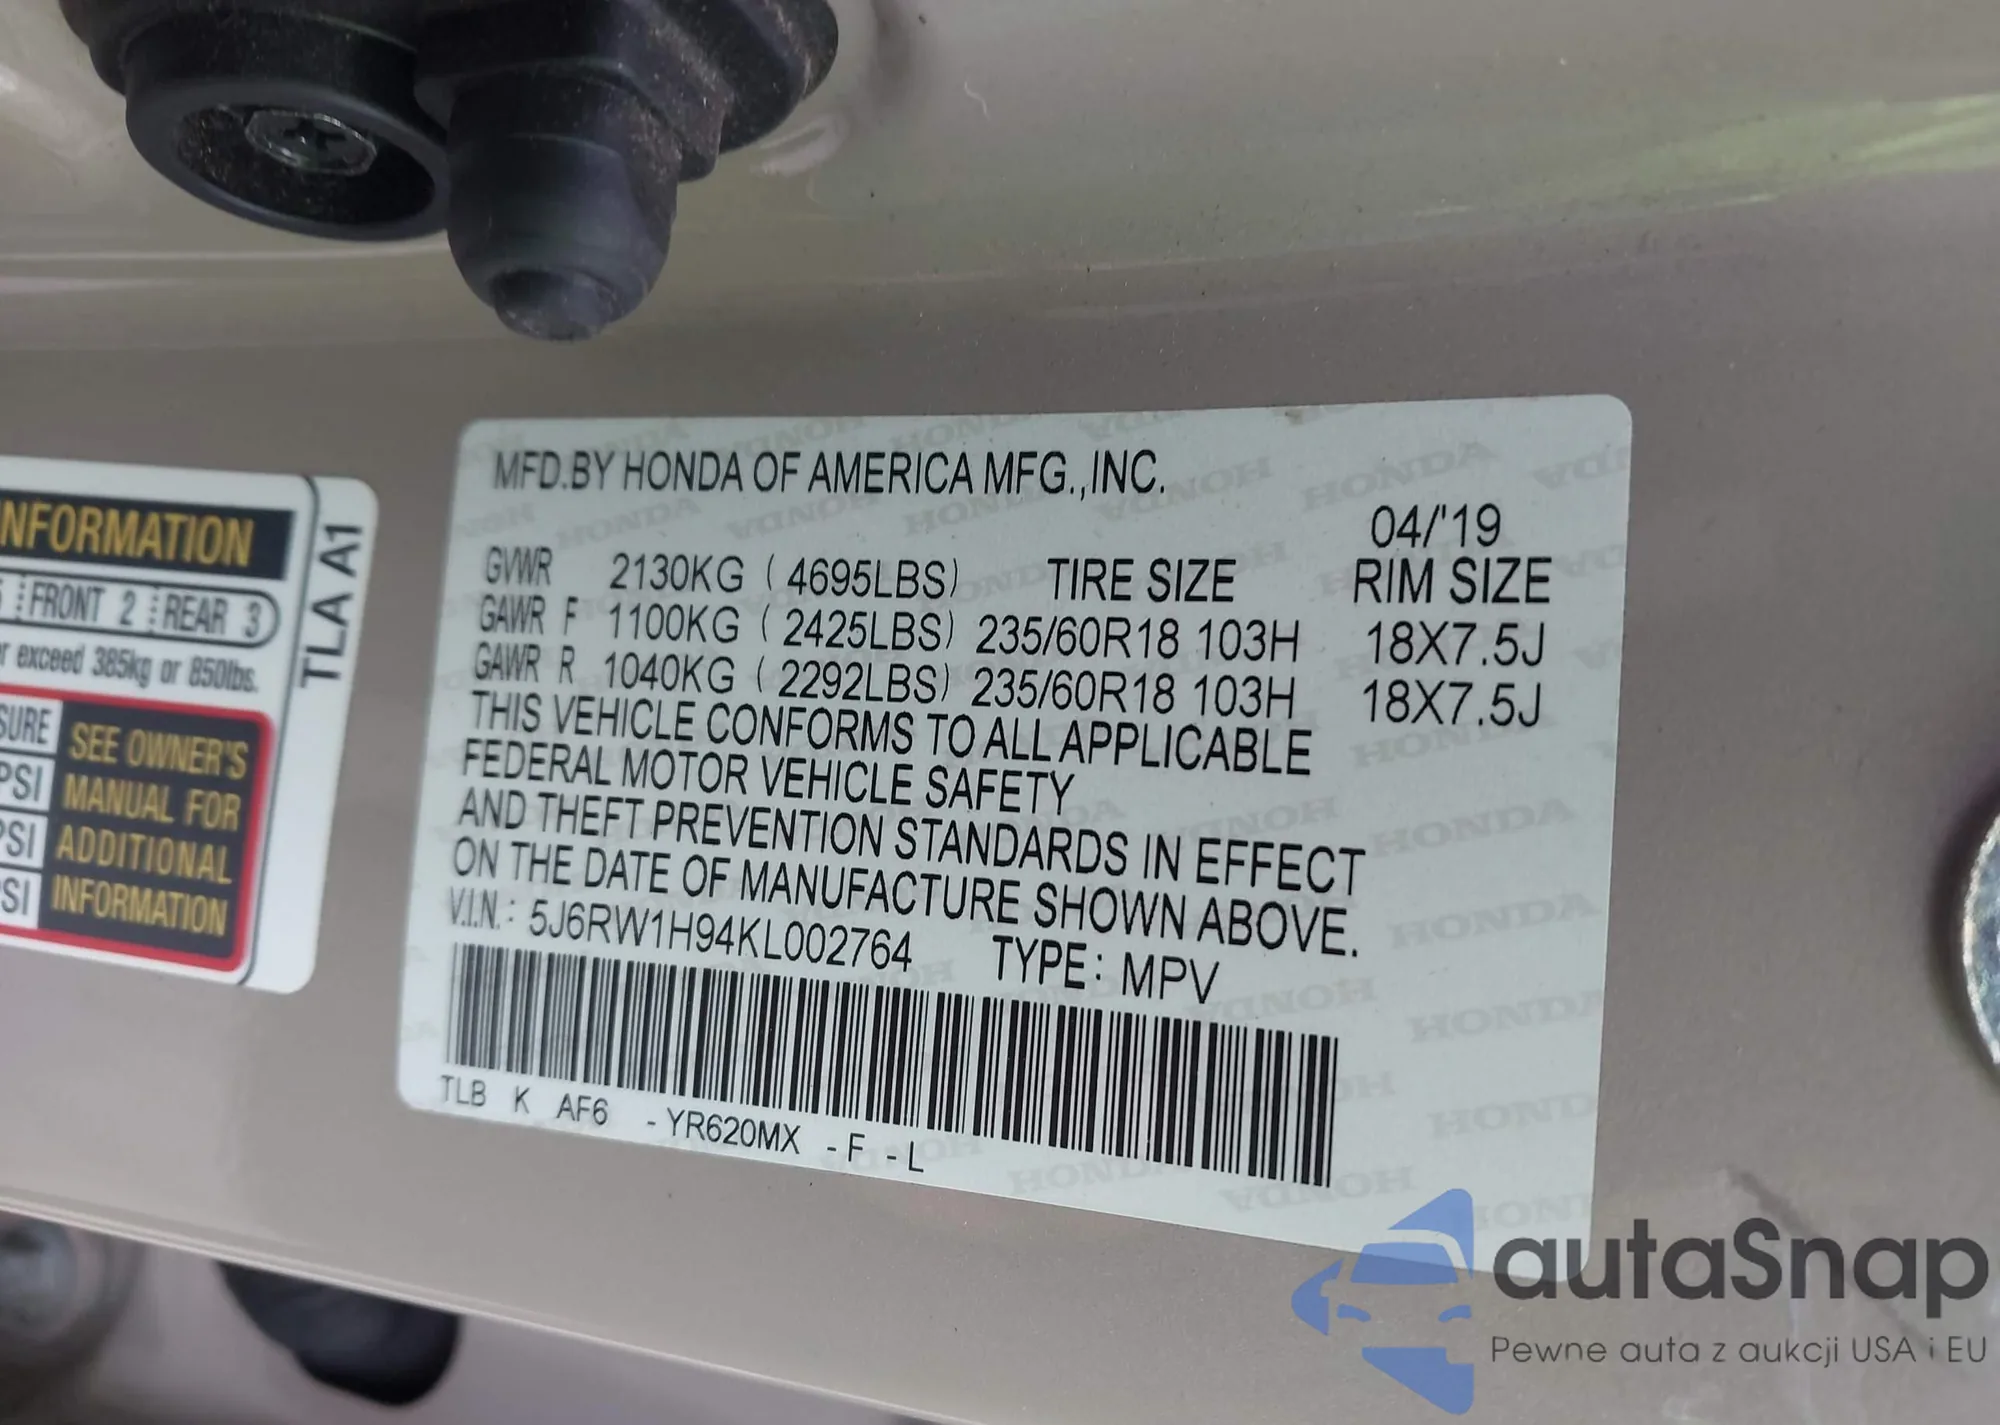 INFORMATION
FRONT 2 REAR 3
exceed 385kg or 850lbs.
SEE OWNER'S
PSI MANUAL FOR
ADDITIONAL
INFORMATION
TLA A1
MFD.BY HONDA OF AMERICA MFG.,INC.
04/'19
GVWR 2130KG (4695LBS) TIRE SIZE RIM SIZE
GAWR F 1100KG (2425LBS) 235/60R18 103H 18X7.5J
GAWR R 1040KG (2292LBS) 235/60R18 103H 18X7.5J
THIS VEHICLE CONFORMS TO ALL APPLICABLE
FEDERAL MOTOR VEHICLE SAFETY
AND THEFT PREVENTION STANDARDS IN EFFECT
ON THE DATE OF MANUFACTURE SHOWN ABOVE.
V.I.N.: 5J6RW1H94KL002764 TYPE: MPV
TLB K AF6 -YR620MX -F -L
autaSnap
Pewne auta z aukcji USA i EU